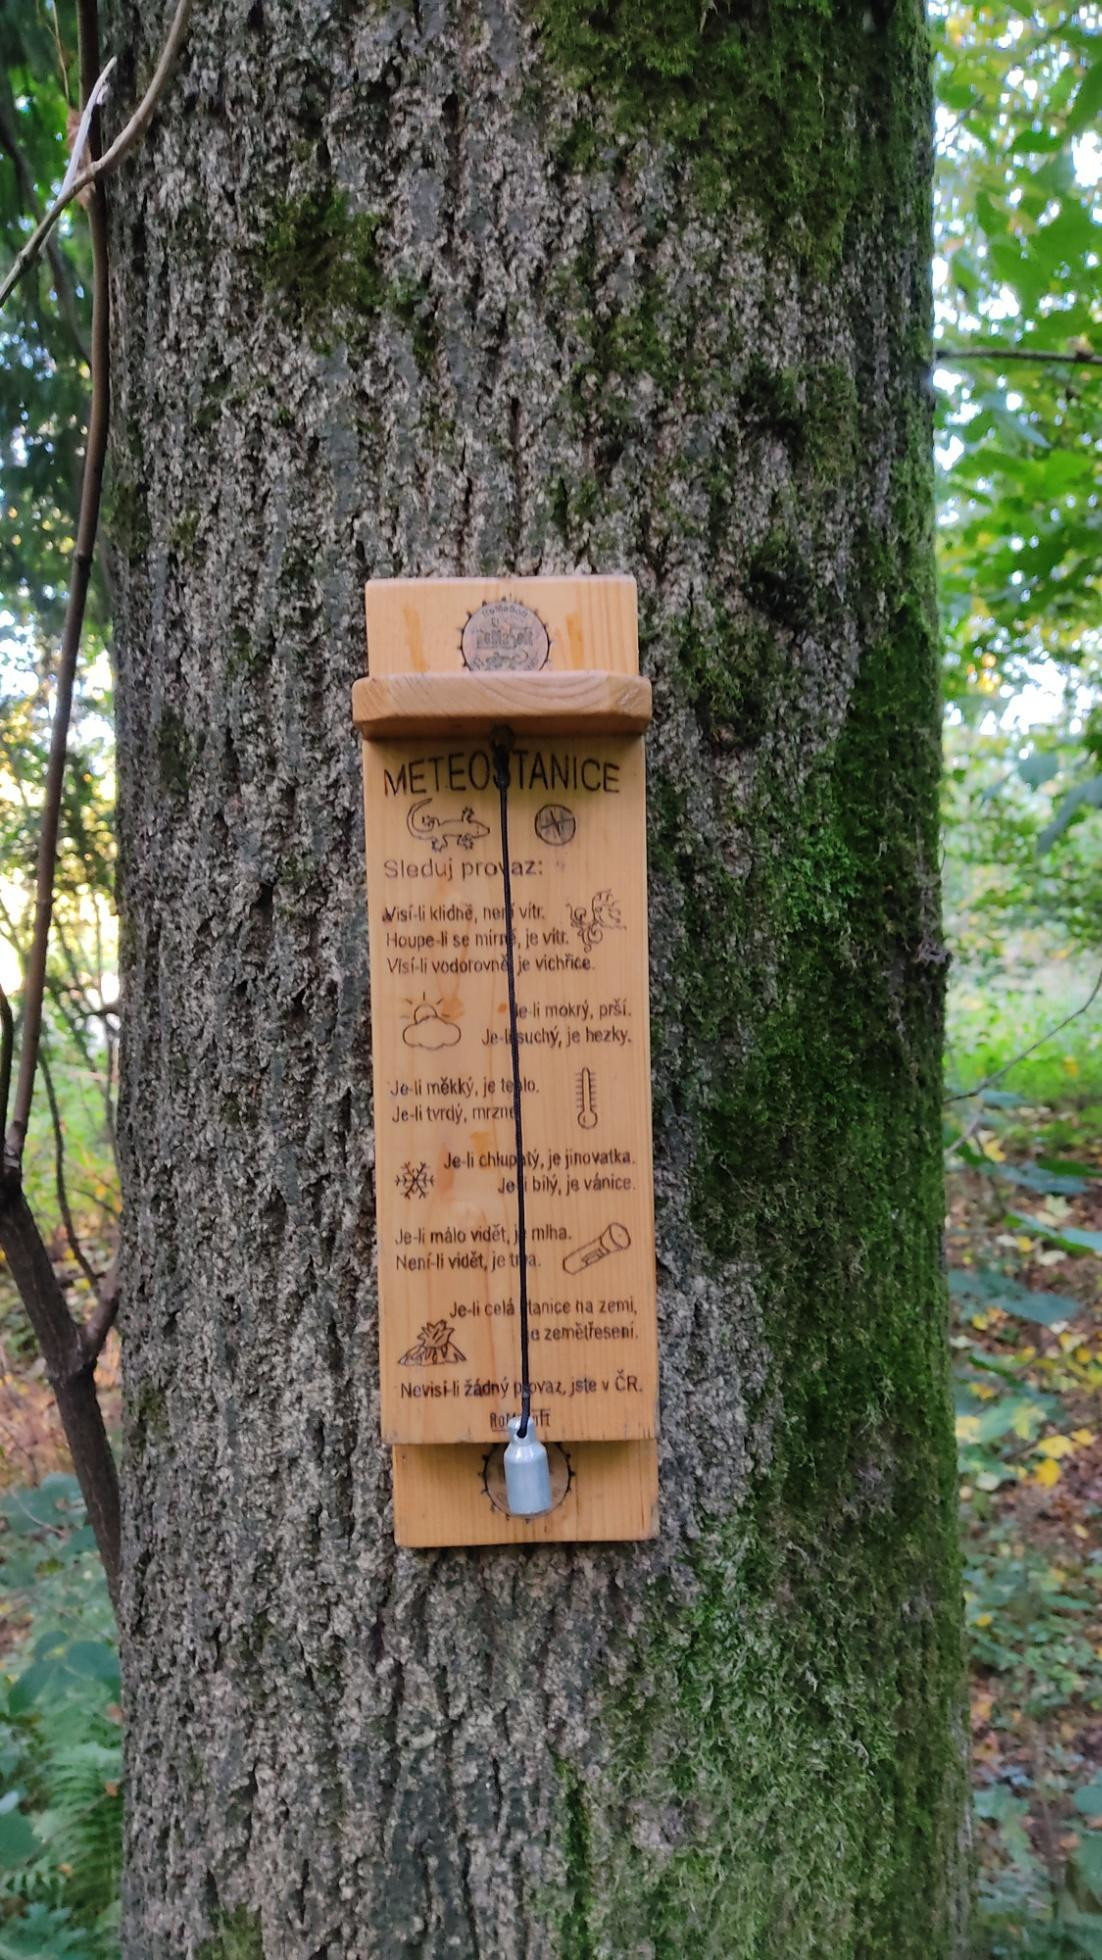 RoMaSoft
METEOSTANICE
Sleduj provaz:
Visí-li klidně, není vítr.
Houpe-li se mírně, je vítr.
Visí-li vodorovně, je vichřice.
Je-li mokrý, prší.
Je-li suchý, je hezky.
Je-li měkký, je teplo.
Je-li tvrdý, mrzne.
Je-li chlupatý, je jinovatka.
Je-li bílý, je vánice.
Je-li málo vidět, je mlha.
Není-li vidět, je tma.
Je-li celá stanice na zemi,
je zemětřesení.
Nevisí-li žádný provaz, jste v ČR.
RoMaSoft